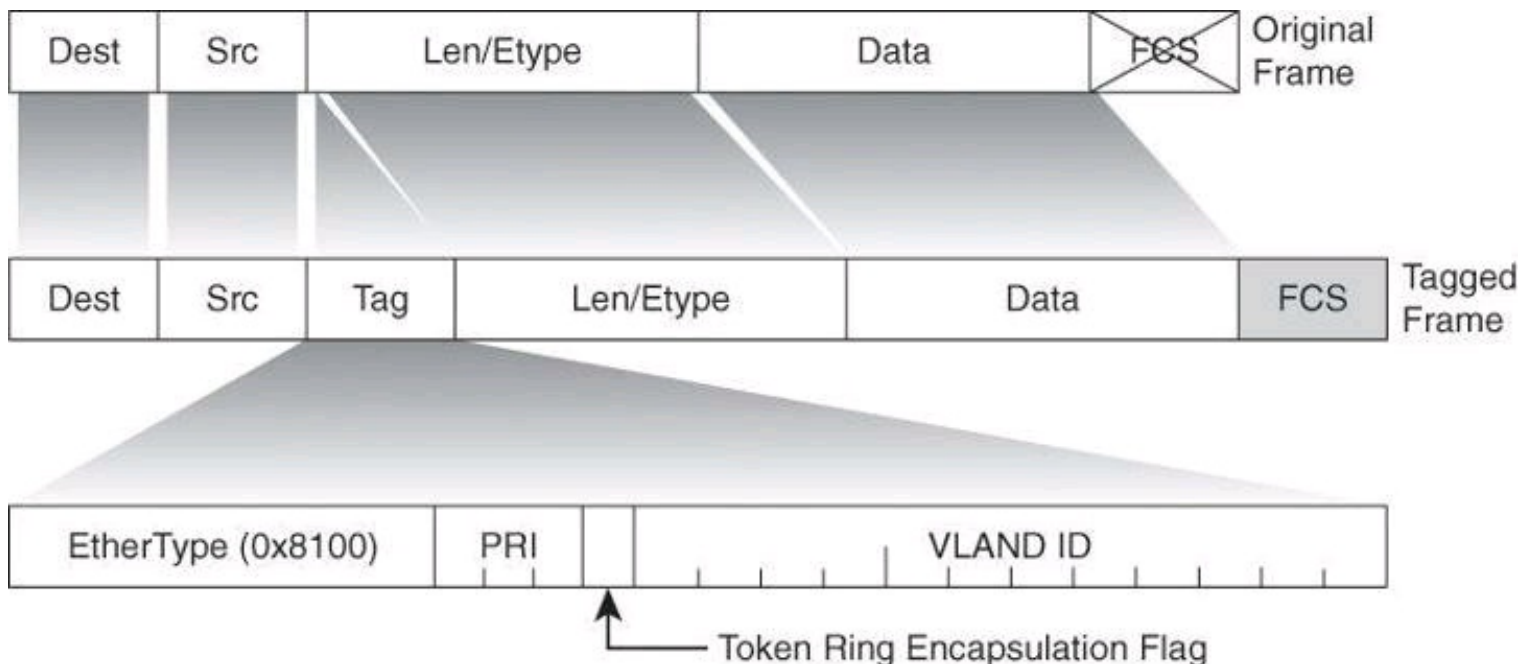 Dest Src Len/Etype Data FCS Original
Frame
Dest Src Tag Len/Etype Data FCS Tagged
Frame
EtherType (0x8100) PRI VLAND ID
Token Ring Encapsulation Flag